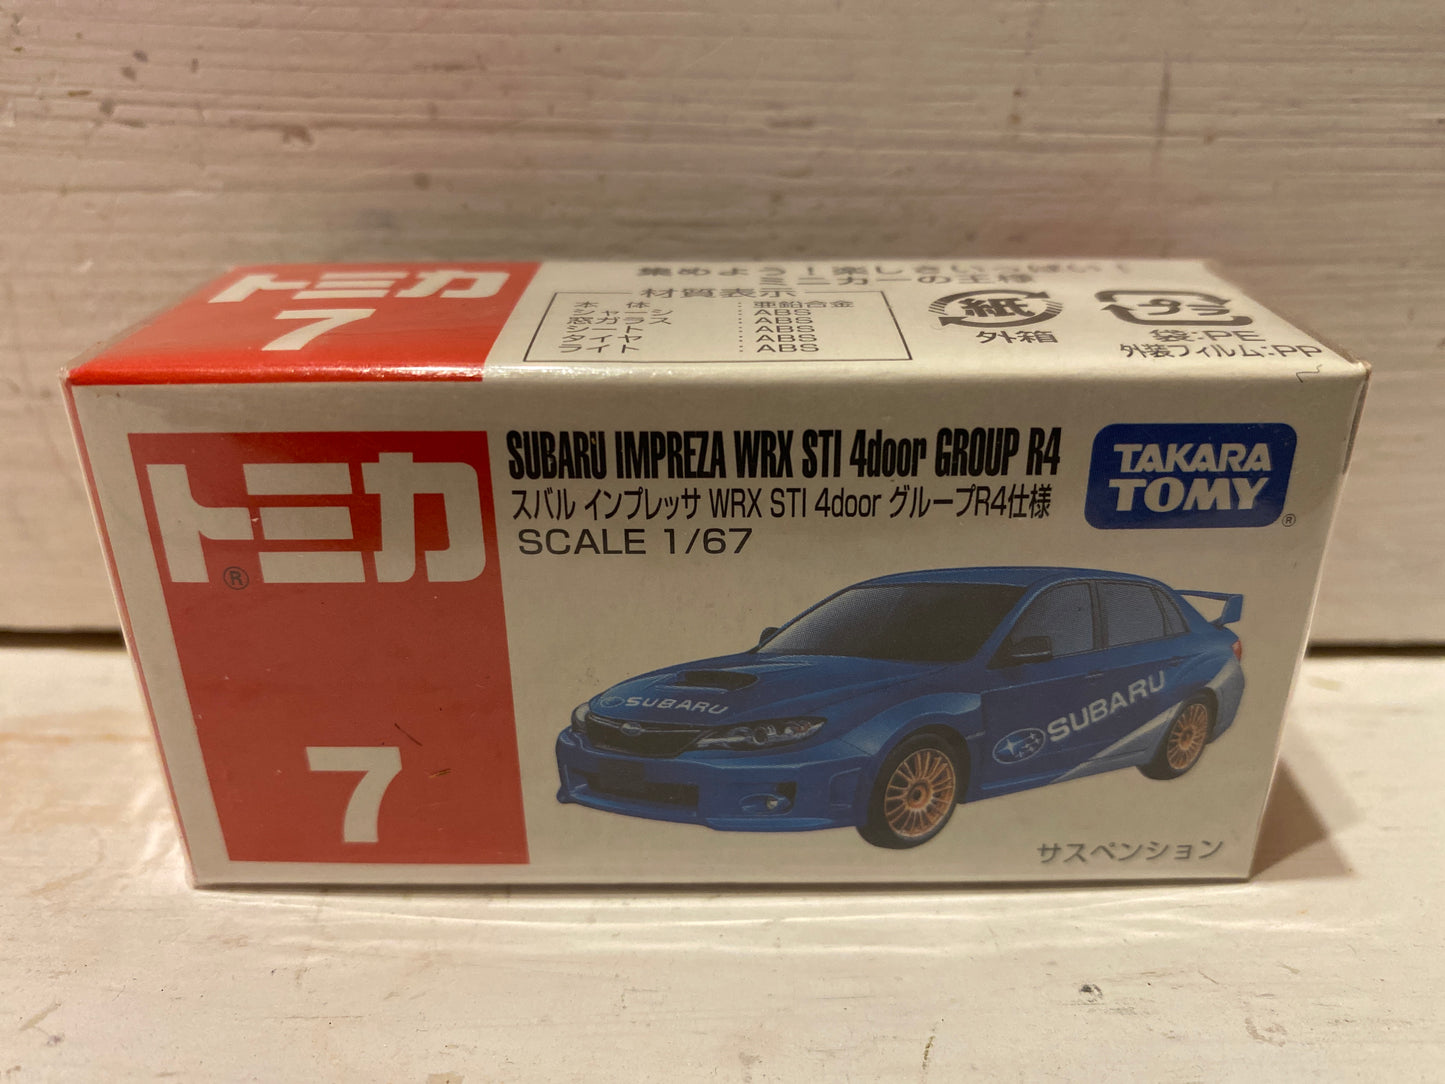 トミカ
7
集めよう！楽しさいっぱい！
ミニカーの王様
材質表示
本体 ‥ 亜鉛合金
シャーシ ‥ ABS
窓ガラス ‥ ABS
シート ‥ ABS
タイヤ ‥ ABS
ライト ‥ ABS
紙
外箱
プラ
袋:PE
外装フィルム:PP
トミカ
®
7
SUBARU IMPREZA WRX STI 4door GROUP R4
スバル インプレッサ WRX STI 4door グループR4仕様
SCALE 1/67
TAKARA
TOMY
®
SUBARU
SUBARU
サスペンション